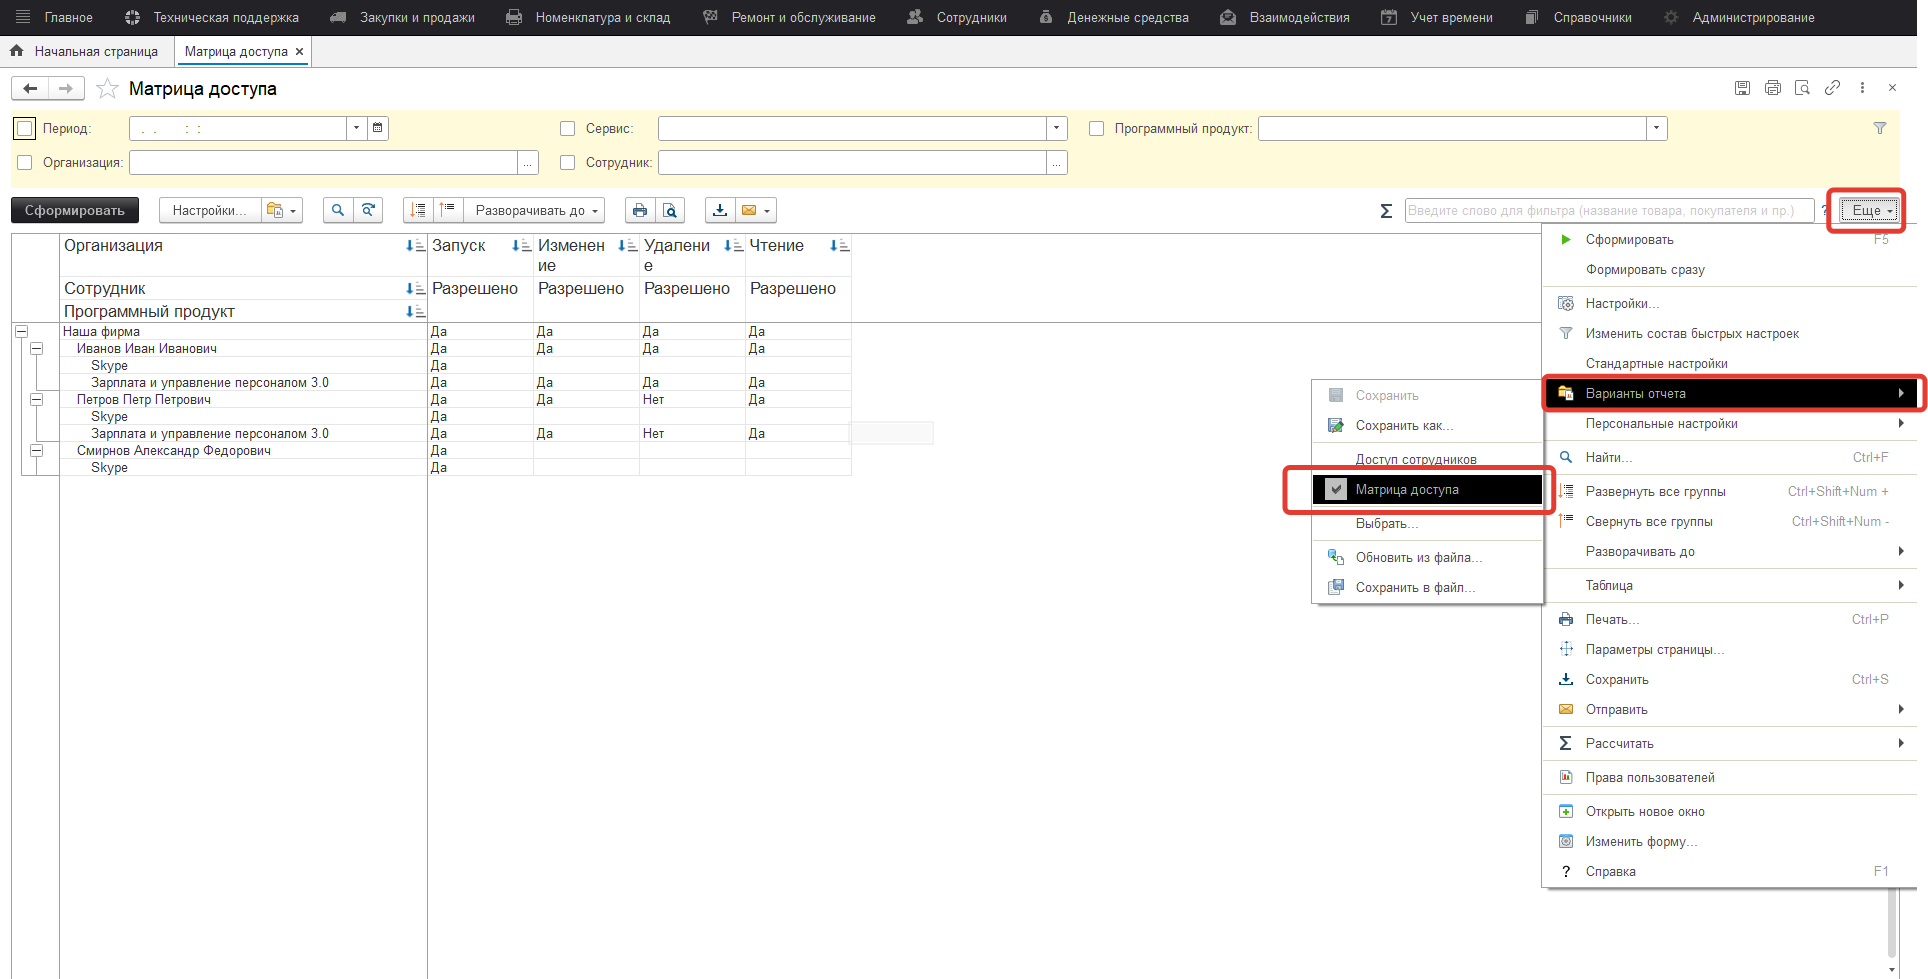 Главное Техническая поддержка Закупки и продажи Номенклатура и склад Ремонт и обслуживание Сотрудники Денежные средства Взаимодействия Учет времени Справочники Администрирование
Начальная страница Матрица доступа ×
Матрица доступа
Период: . . : : Сервис: Программный продукт:
Организация: ... Сотрудник: ...
Сформировать Настройки... Разворачивать до Σ Введите слово для фильтра (название товара, покупателя и пр.) ? Еще
Организация Запуск Изменен Удалени Чтение
ие е
Сотрудник Разрешено Разрешено Разрешено Разрешено
Программный продукт
Наша фирма Да Да Да Да
Иванов Иван Иванович Да Да Да Да
Skype Да
Зарплата и управление персоналом 3.0 Да Да Да Да
Петров Петр Петрович Да Да Нет Да
Skype Да
Зарплата и управление персоналом 3.0 Да Да Нет Да
Смирнов Александр Федорович Да
Skype Да
Сформировать F5
Формировать сразу
Настройки...
Изменить состав быстрых настроек
Стандартные настройки
Варианты отчета
Персональные настройки
Найти... Ctrl+F
Развернуть все группы Ctrl+Shift+Num +
Свернуть все группы Ctrl+Shift+Num -
Разворачивать до
Таблица
Печать... Ctrl+P
Параметры страницы...
Сохранить Ctrl+S
Отправить
Σ Рассчитать
Права пользователей
Открыть новое окно
Изменить форму...
? Справка F1
Сохранить
Сохранить как...
Доступ сотрудников
Матрица доступа
Выбрать...
Обновить из файла...
Сохранить в файл...